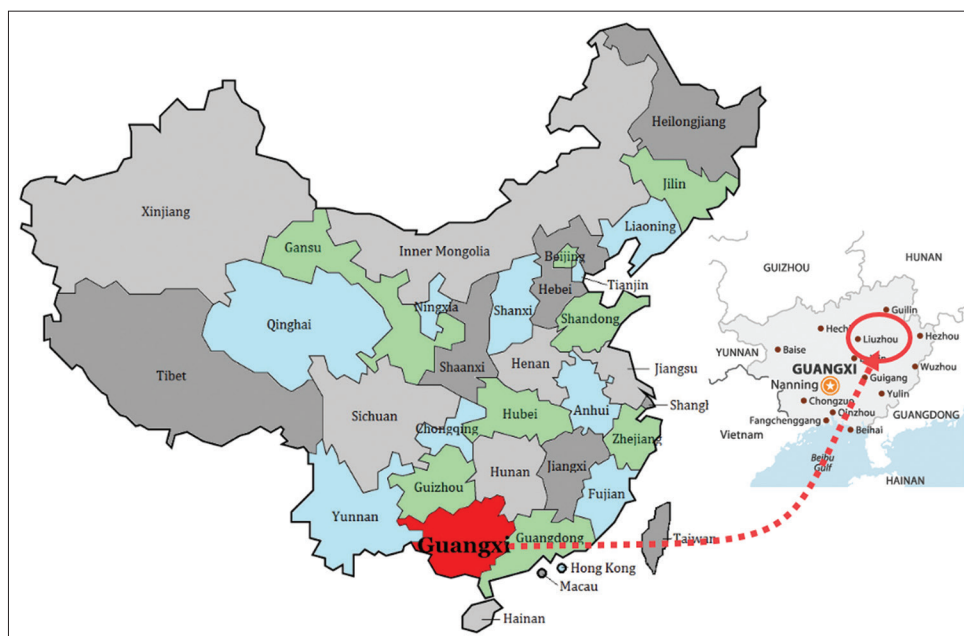 Heilongjiang
Jilin
Xinjiang
Liaoning
Gansu
Inner Mongolia
Beijing
Tianjin
Hebei
Ningxia
Shanxi
Qinghai
Shandong
Tibet
Shaanxi
Henan
Jiangsu
Sichuan
Shangl
Hubei
Anhui
Chongqing
Zhejiang
Hunan
Jiangxi
Guizhou
Fujian
Yunnan
Guangxi
Guangdong
Taiwan
Hong Kong
Macau
Hainan
HUNAN
GUIZHOU
Guilin
Hech
Liuzhou
Hezhou
YUNNAN
Baise
GUANGXI
Wuzhou
Guigang
Nanning
Yulin
Chongzuo
Qinzhou
GUANGDONG
Fangchenggang
Beihai
Vietnam
Beibu
Gulf
HAINAN